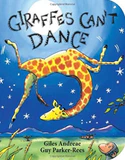 GIRAFFES CAN'T
DANCE
Giles Andreae
Guy Parker-Rees